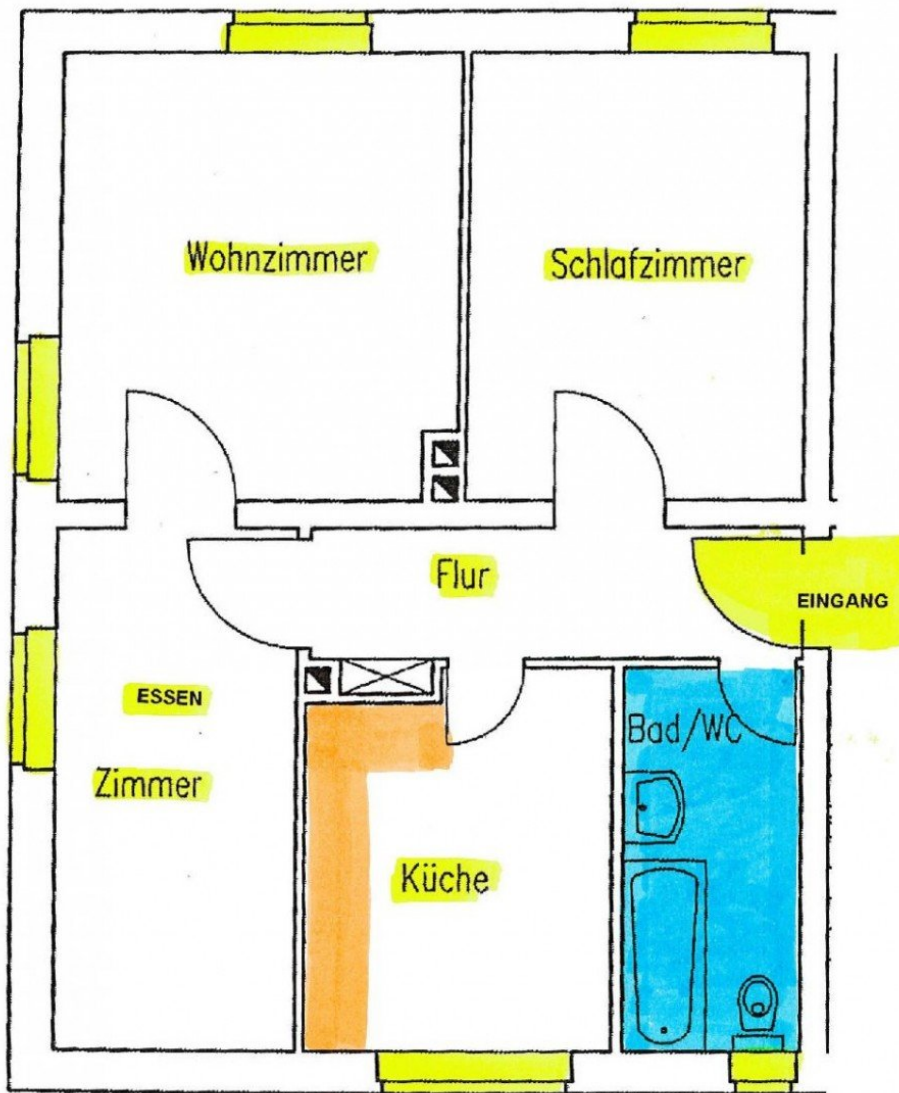 Wohnzimmer
Schlafzimmer
Flur
EINGANG
ESSEN
Zimmer
Bad/WC
Küche